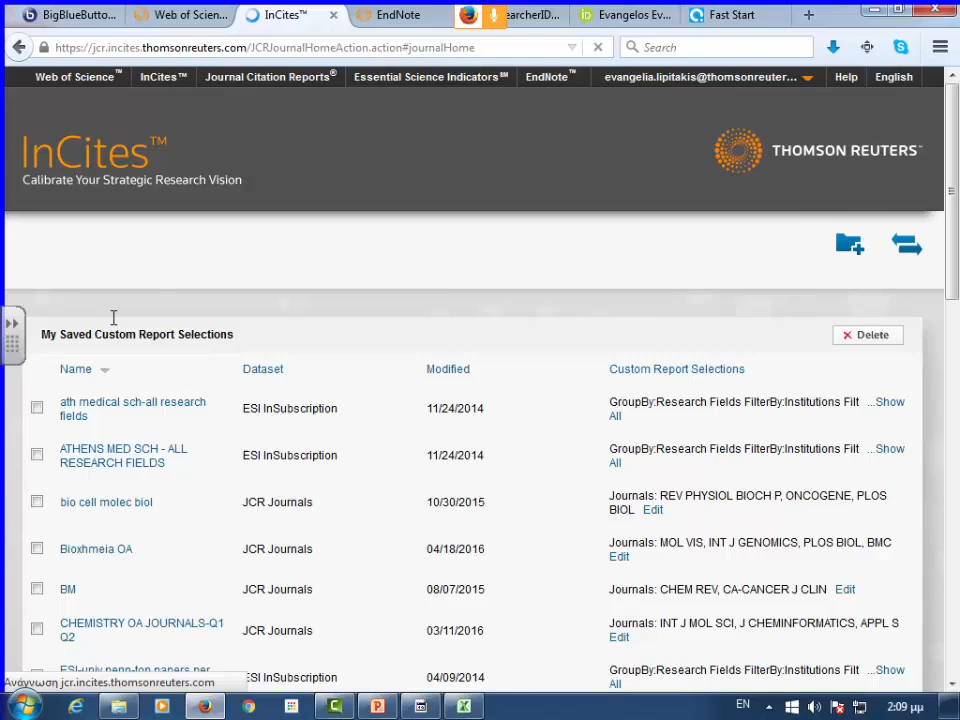 BigBlueButto...
Web of Scien...
InCites™
EndNote
earcherID...
Evangelos Ev...
Fast Start
https://jcr.incites.thomsonreuters.com/JCRJournalHomeAction.action#journalHome
Search
Web of Science™
InCites™
Journal Citation Reports®
Essential Science Indicators℠
EndNote™
evangelia.lipitakis@thomsonreuter...
Help
English
InCites™
Calibrate Your Strategic Research Vision
THOMSON REUTERS™
My Saved Custom Report Selections
Delete
Name
Dataset
Modified
Custom Report Selections
ath medical sch-all research
fields
ESI InSubscription
11/24/2014
GroupBy:Research Fields FilterBy:Institutions Filt ...Show
All
ATHENS MED SCH - ALL
RESEARCH FIELDS
ESI InSubscription
11/24/2014
GroupBy:Research Fields FilterBy:Institutions Filt ...Show
All
bio cell molec biol
JCR Journals
10/30/2015
Journals: REV PHYSIOL BIOCH P, ONCOGENE, PLOS
BIOL Edit
Bioxhmeia OA
JCR Journals
04/18/2016
Journals: MOL VIS, INT J GENOMICS, PLOS BIOL, BMC
Edit
BM
JCR Journals
08/07/2015
Journals: CHEM REV, CA-CANCER J CLIN Edit
CHEMISTRY OA JOURNALS-Q1
Q2
JCR Journals
03/11/2016
Journals: INT J MOL SCI, J CHEMINFORMATICS, APPL S
Edit
ESI-univ penn-top papers per
ESI InSubscription
04/09/2014
GroupBy:Research Fields FilterBy:Institutions Filt ...Show
All
Ανάγνωση jcr.incites.thomsonreuters.com
EN
2:09 μμ